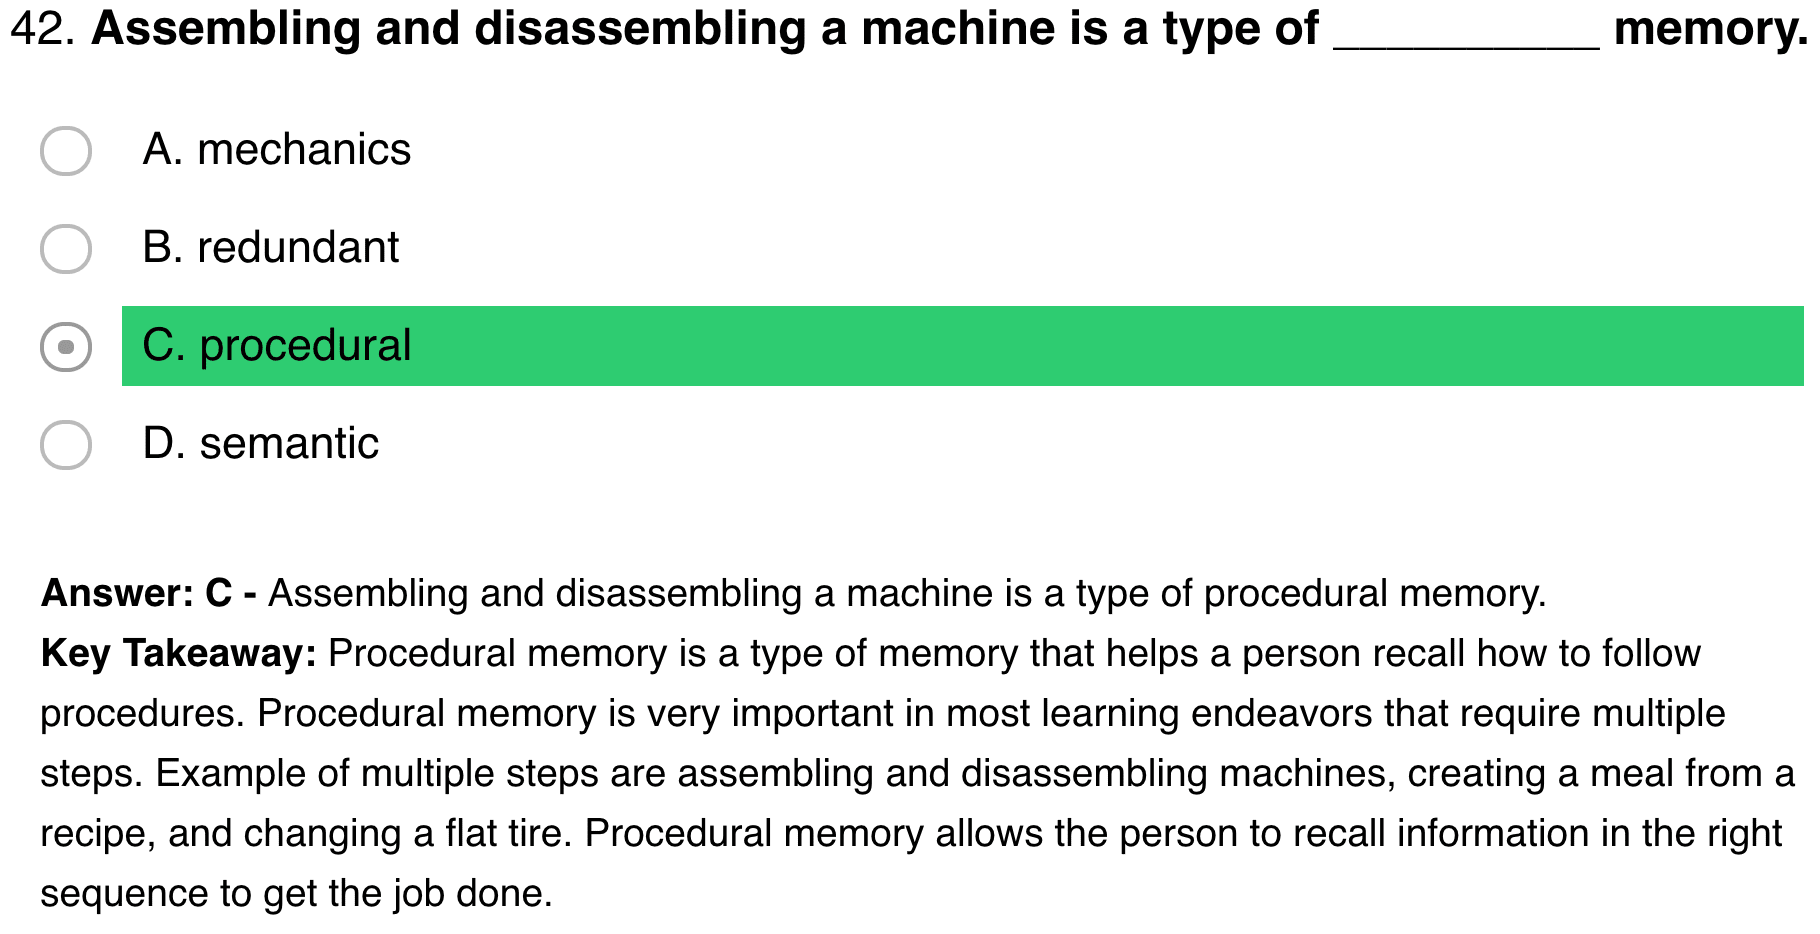 42. Assembling and disassembling a machine is a type of __________ memory.
A. mechanics
B. redundant
C. procedural
D. semantic
Answer: C - Assembling and disassembling a machine is a type of procedural memory.
Key Takeaway: Procedural memory is a type of memory that helps a person recall how to follow
procedures. Procedural memory is very important in most learning endeavors that require multiple
steps. Example of multiple steps are assembling and disassembling machines, creating a meal from a
recipe, and changing a flat tire. Procedural memory allows the person to recall information in the right
sequence to get the job done.